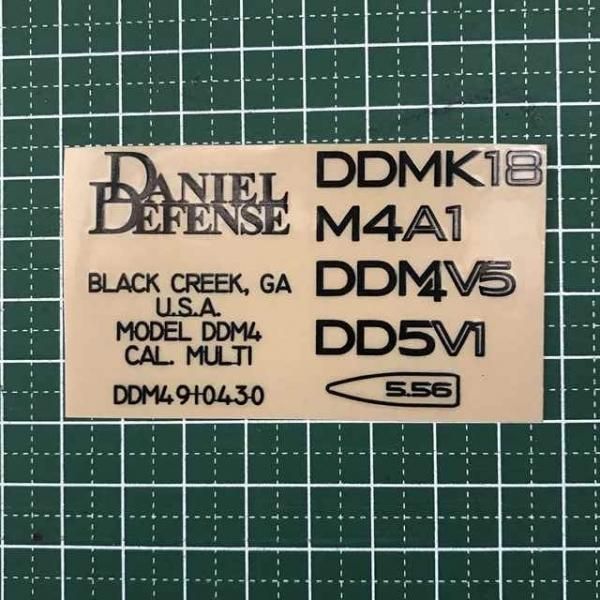 DANIEL
DEFENSE
BLACK CREEK, GA
U.S.A.
MODEL DDM4
CAL. MULTI
DDM4910430
DDMK18
M4A1
DDM4V5
DD5V1
5.56